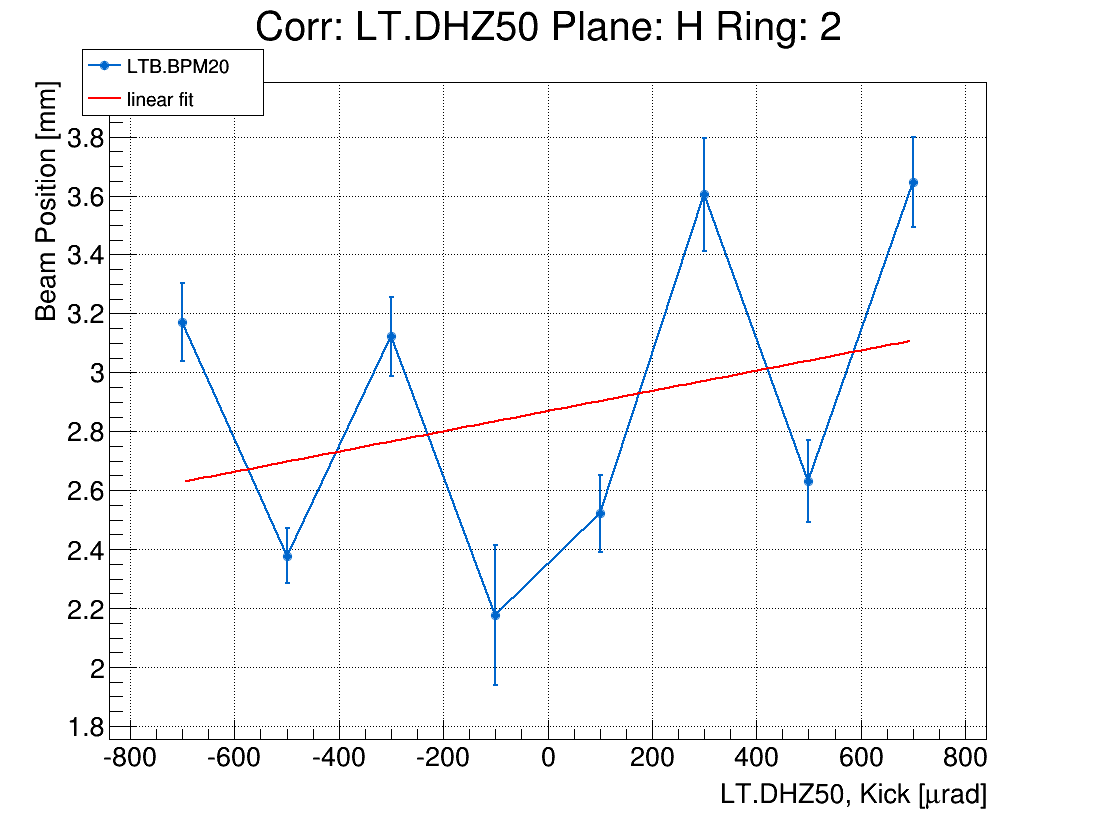 Corr: LT.DHZ50 Plane: H Ring: 2
LTB.BPM20
linear fit
Beam Position [mm]
3.8
3.6
3.4
3.2
3
2.8
2.6
2.4
2.2
2
1.8
-800 -600 -400 -200 0 200 400 600 800
LT.DHZ50, Kick [μrad]